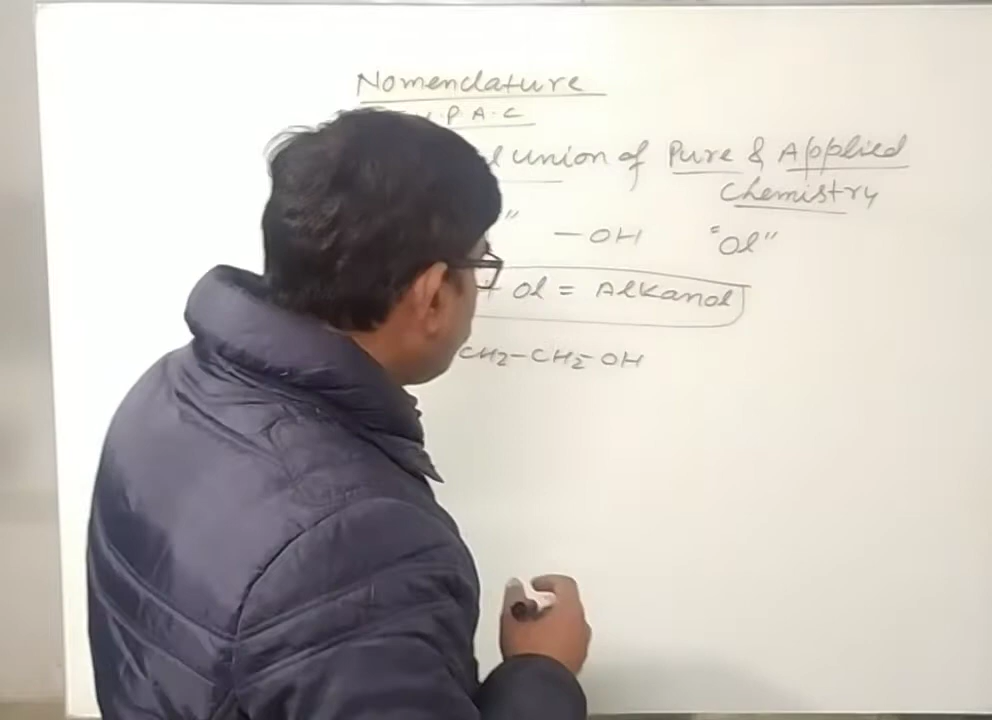 Nomenclature
.P.A.C
Union of Pure & Applied
Chemistry
" -OH "Ol"
+ Ol = Alkanol
CH2-CH2-OH